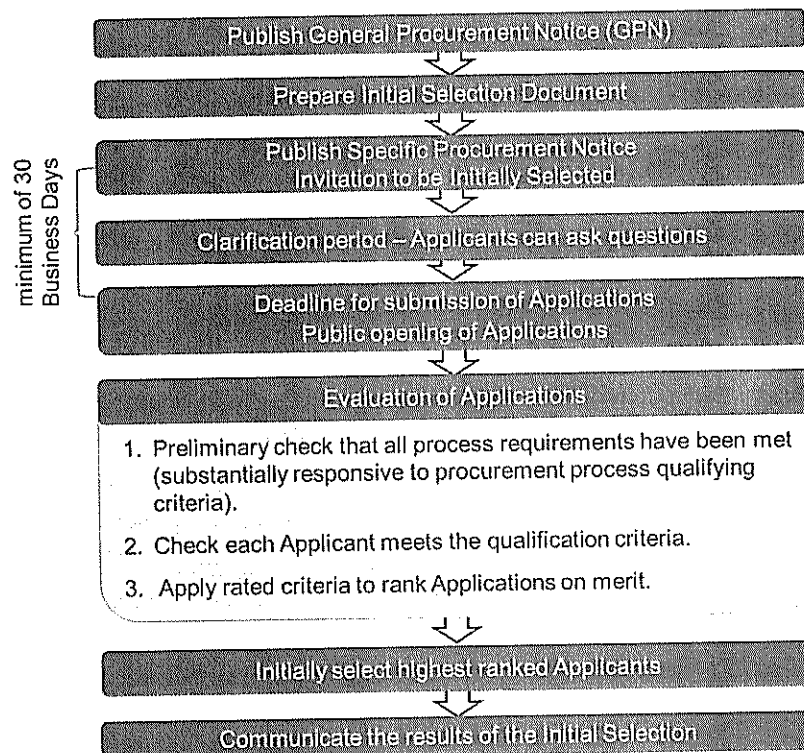 Publish General Procurement Notice (GPN)
Prepare Initial Selection Document
Publish Specific Procurement Notice
Invitation to be Initially Selected
minimum of 30
Business Days
Clarification period – Applicants can ask questions
Deadline for submission of Applications
Public opening of Applications
Evaluation of Applications
1. Preliminary check that all process requirements have been met
(substantially responsive to procurement process qualifying
criteria).
2. Check each Applicant meets the qualification criteria.
3. Apply rated criteria to rank Applications on merit.
Initially select highest ranked Applicants
Communicate the results of the Initial Selection